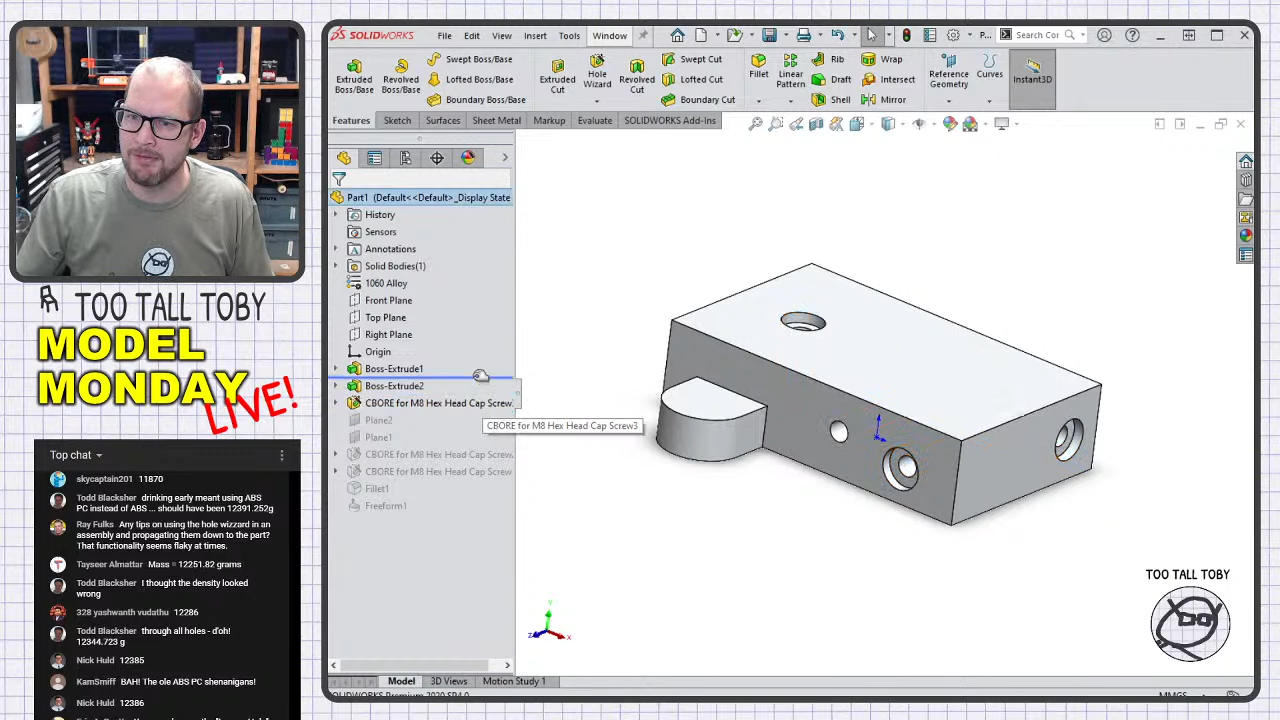 SOLIDWORKS
File
Edit
View
Insert
Tools
Window
P...
Search Cor
Extruded
Boss/Base
Revolved
Boss/Base
Swept Boss/Base
Lofted Boss/Base
Boundary Boss/Base
Extruded
Cut
Hole
Wizard
Revolved
Cut
Swept Cut
Lofted Cut
Boundary Cut
Fillet
Linear
Pattern
Rib
Draft
Shell
Wrap
Intersect
Mirror
Reference
Geometry
Curves
Instant3D
Features
Sketch
Surfaces
Sheet Metal
Markup
Evaluate
SOLIDWORKS Add-Ins
Part1 (Default<<Default>_Display State
History
Sensors
Annotations
Solid Bodies(1)
1060 Alloy
Front Plane
Top Plane
Right Plane
Origin
Boss-Extrude1
Boss-Extrude2
CBORE for M8 Hex Head Cap Screw.
CBORE for M8 Hex Head Cap Screw3
Plane2
Plane1
CBORE for M8 Hex Head Cap Screw.
CBORE for M8 Hex Head Cap Screw
Fillet1
Freeform1
Y
Z
X
Model
3D Views
Motion Study 1
SOLIDWORKS Premium 2020 SP4.0
MMGS
TOO TALL TOBY
TOO TALL TOBY
MODEL
MONDAY
LIVE!
Top chat
skycaptain201 11870
Todd Blacksher drinking early meant using ABS
PC instead of ABS ... should have been 12391.252g
Ray Fulks Any tips on using the hole wizzard in an
assembly and propagating them down to the part?
That functionality seems flaky at times.
Tayseer Almattar Mass = 12251.82 grams
Todd Blacksher I thought the density looked
wrong
328 yashwanth vudathu 12286
Todd Blacksher through all holes - d'oh!
12344.723 g
Nick Huld 12385
KamSmiff BAH! The ole ABS PC shenanigans!
Nick Huld 12386